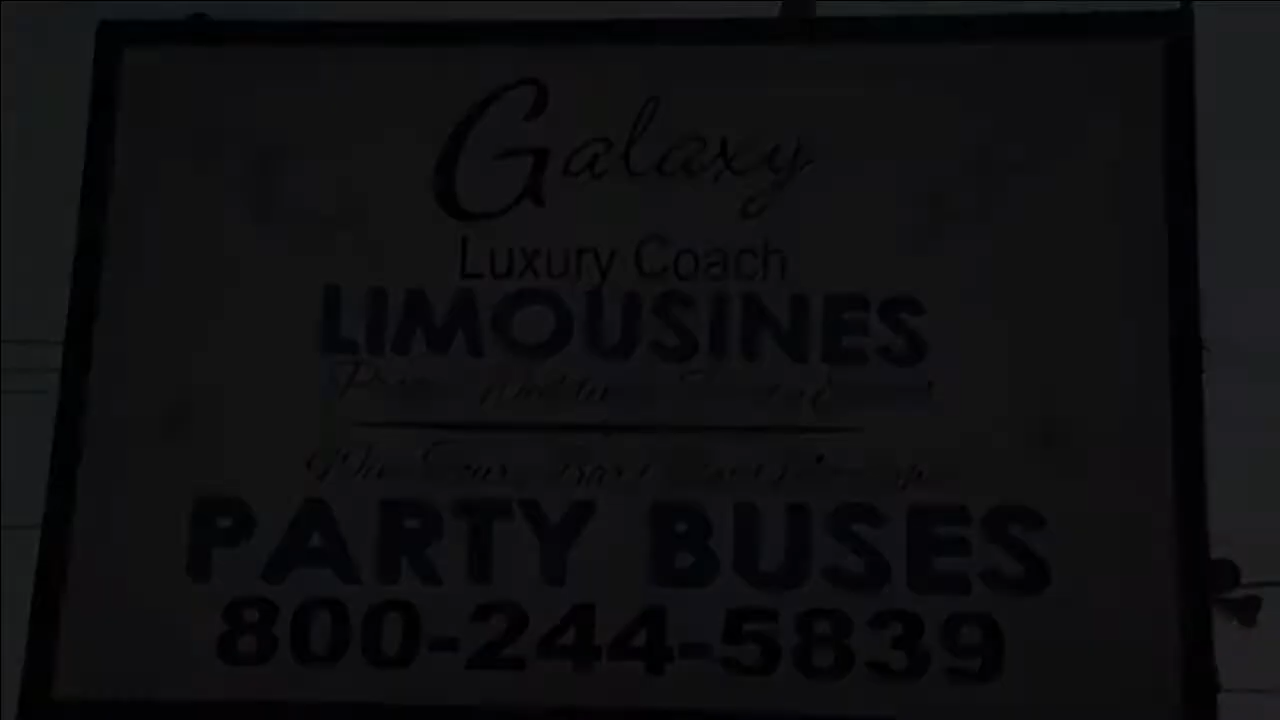 Galaxy
Luxury Coach
LIMOUSINES
PARTY BUSES
800-244-5839